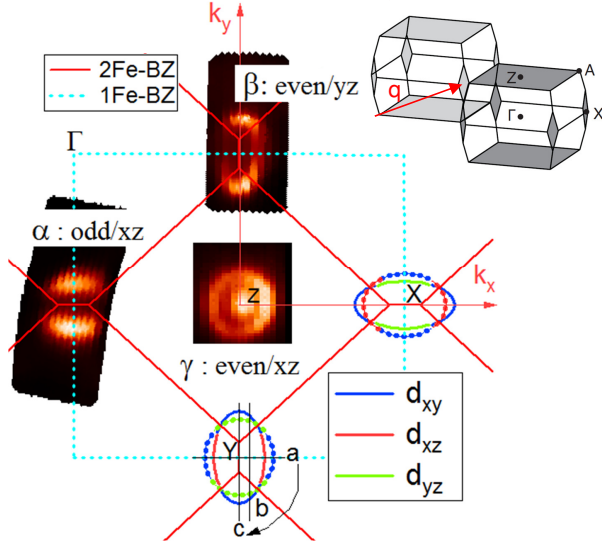 k_y
2Fe-BZ
1Fe-BZ
β: even/yz
Z
A
X
Γ
q
Γ
α : odd/xz
z
X
k_x
γ : even/xz
d_xy
d_xz
d_yz
Y
a
b
c